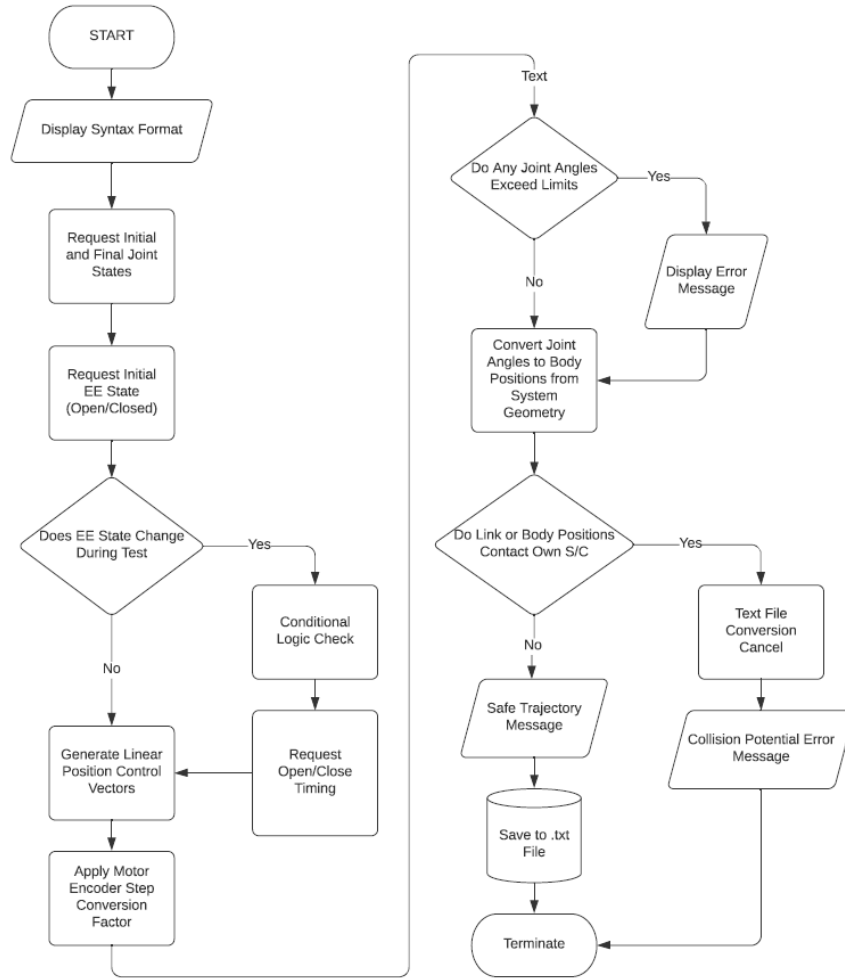 START
Display Syntax Format
Request Initial
and Final Joint
States
Request Initial
EE State
(Open/Closed)
Does EE State Change
During Test
Yes
Conditional
Logic Check
No
Generate Linear
Position Control
Vectors
Request
Open/Close
Timing
Apply Motor
Encoder Step
Conversion
Factor
Text
Do Any Joint Angles
Exceed Limits
Yes
Display Error
Message
No
Convert Joint
Angles to Body
Positions from
System
Geometry
Do Link or Body Positions
Contact Own S/C
Yes
Text File
Conversion
Cancel
No
Safe Trajectory
Message
Collision Potential Error
Message
Save to .txt
File
Terminate